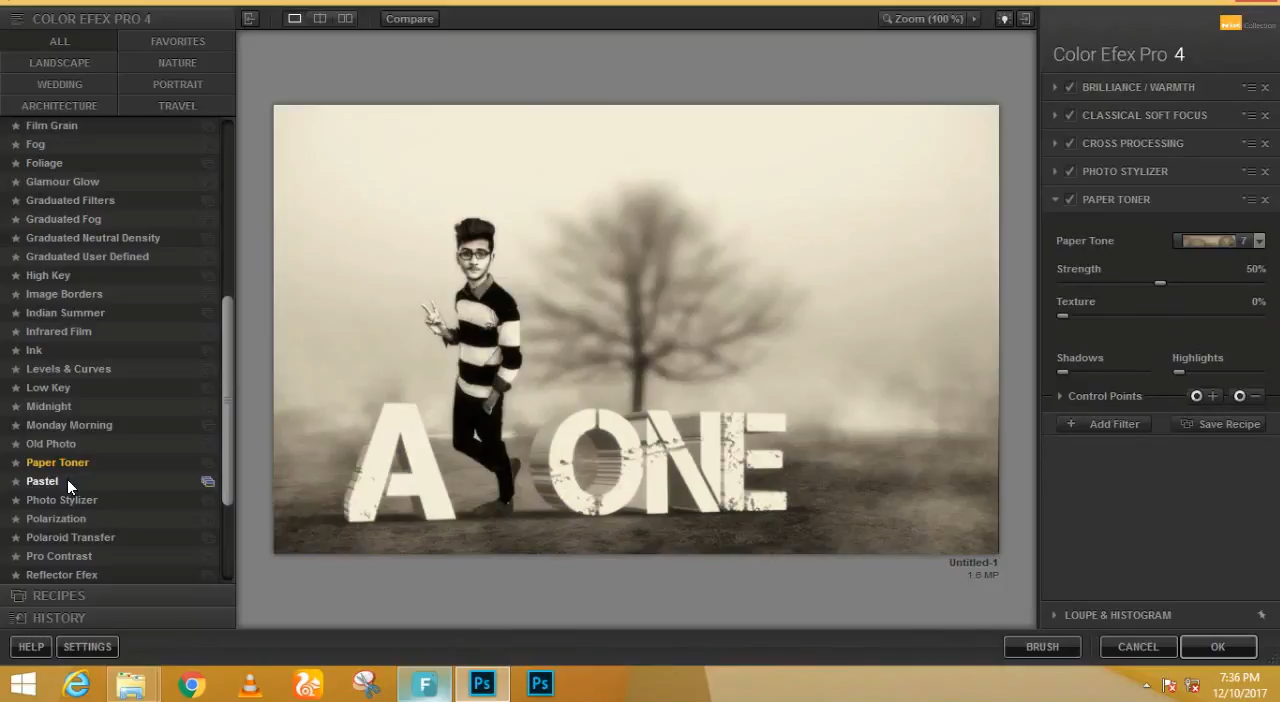 COLOR EFEX PRO 4
Compare
Zoom (100 %)
Collection
ALL
FAVORITES
LANDSCAPE
NATURE
WEDDING
PORTRAIT
ARCHITECTURE
TRAVEL
Film Grain
Fog
Foliage
Glamour Glow
Graduated Filters
Graduated Fog
Graduated Neutral Density
Graduated User Defined
High Key
Image Borders
Indian Summer
Infrared Film
Ink
Levels & Curves
Low Key
Midnight
Monday Morning
Old Photo
Paper Toner
Pastel
Photo Stylizer
Polarization
Polaroid Transfer
Pro Contrast
Reflector Efex
RECIPES
HISTORY
HELP
SETTINGS
A ONE
Untitled-1
1.6 MP
Color Efex Pro 4
BRILLIANCE / WARMTH
CLASSICAL SOFT FOCUS
CROSS PROCESSING
PHOTO STYLIZER
PAPER TONER
Paper Tone 7
Strength 50%
Texture 0%
Shadows Highlights
Control Points
+ Add Filter
Save Recipe
LOUPE & HISTOGRAM
BRUSH
CANCEL
OK
F
Ps
Ps
7:36 PM
12/10/2017